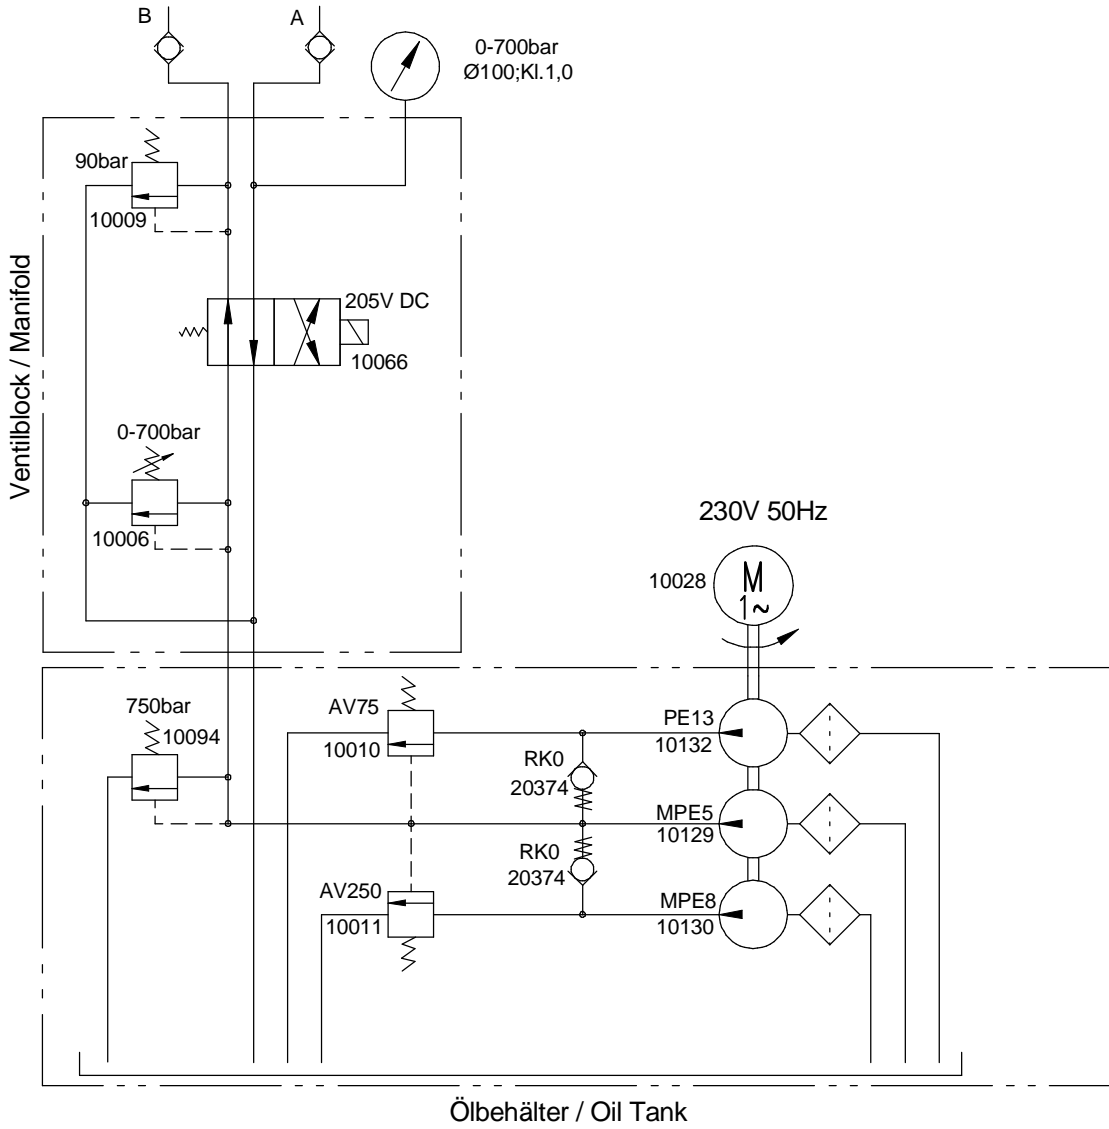 B
A
0-700bar
Ø100;Kl.1,0
90bar
10009
205V DC
10066
Ventilblock / Manifold
0-700bar
10006
230V 50Hz
10028
M
1~
750bar
10094
AV75
10010
PE13
10132
RK0
20374
MPE5
10129
RK0
20374
AV250
10011
MPE8
10130
Ölbehälter / Oil Tank